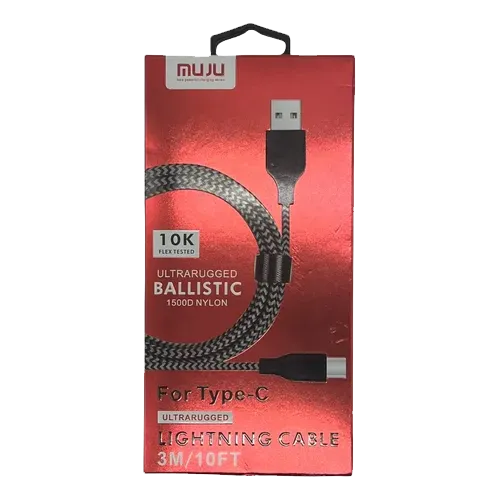 MUJU
10K
FLEX TESTED
ULTRARUGGED
BALLISTIC
1500D NYLON
For Type-C
ULTRARUGGED
LIGHTNING CABLE
3M/10FT